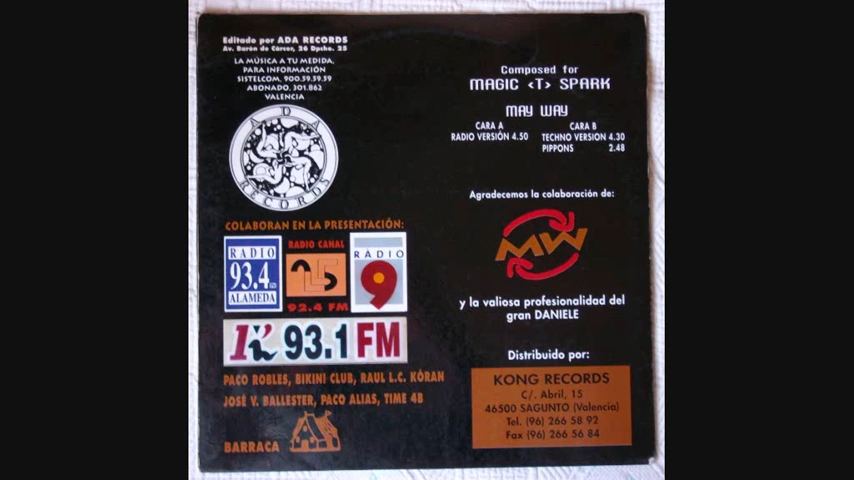 Editado por ADA RECORDS
Av. Barón de Cárcer, 26 Dpcho. 25
LA MÚSICA A TU MEDIDA,
PARA INFORMACIÓN
SISTELCOM, 900.59.59.59
ABONADO, 301.862
VALENCIA
ADA
RECORDS
COLABORAN EN LA PRESENTACIÓN:
RADIO
93.4
ALAMEDA
RADIO CANAL
92.4 FM
RÀDIO
9
93.1 FM
PACO ROBLES, BIKINI CLUB, RAUL L.C. KÓRAN
JOSÉ V. BALLESTER, PACO ALIAS, TIME 4B
BARRACA
Composed for
MAGIC <T> SPARK
MAY WAY
CARA A
RADIO VERSIÓN 4.50
CARA B
TECHNO VERSION 4.30
PIPPONS 2.48
Agradecemos la colaboración de:
MW
y la valiosa profesionalidad del
gran DANIELE
Distribuido por:
KONG RECORDS
C/. Abril, 15
46500 SAGUNTO (Valencia)
Tel. (96) 266 58 92
Fax (96) 266 56 84